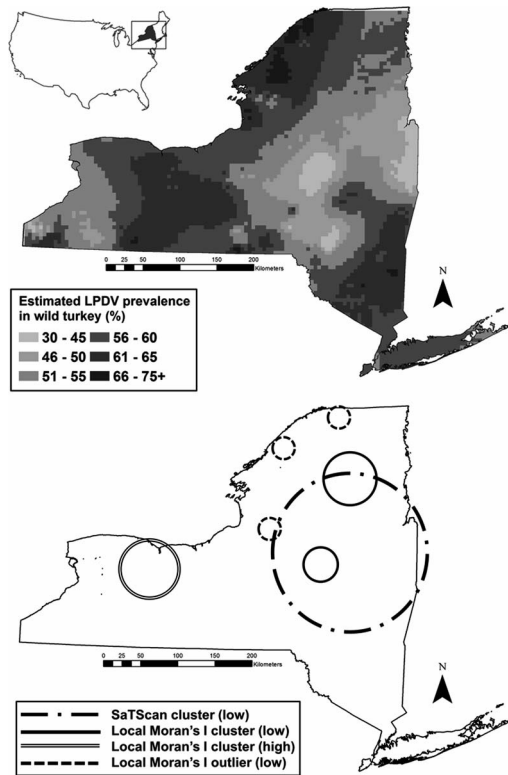 0 25 50 100 150 200
Kilometers
N
Estimated LPDV prevalence
in wild turkey (%)
30 - 45 56 - 60
46 - 50 61 - 65
51 - 55 66 - 75+
0 25 50 100 150 200
Kilometers
N
SaTScan cluster (low)
Local Moran's I cluster (low)
Local Moran's I cluster (high)
Local Moran's I outlier (low)